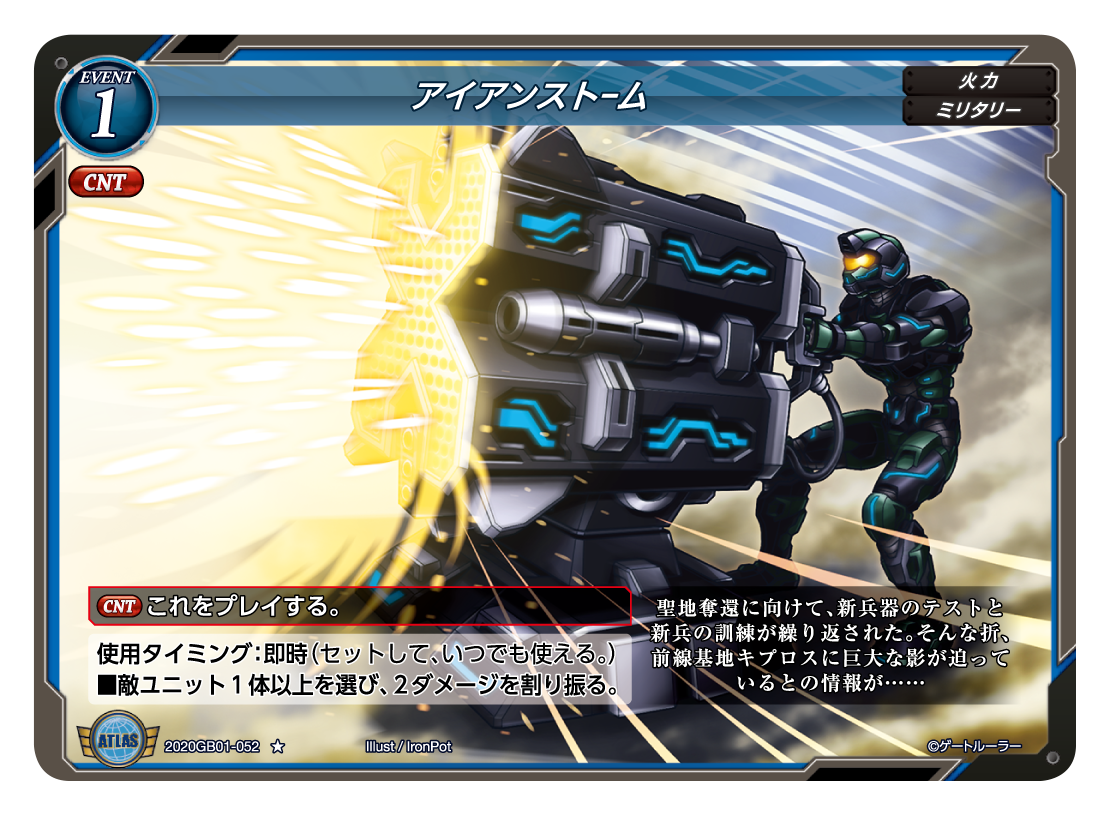 EVENT
1
アイアンストーム
火力
ミリタリー
CNT
CNT これをプレイする。
使用タイミング:即時(セットして、いつでも使える。)
■敵ユニット1体以上を選び、2ダメージを割り振る。
聖地奪還に向けて、新兵器のテストと
新兵の訓練が繰り返された。そんな折、
前線基地キプロスに巨大な影が迫って
いるとの情報が……
ATLAS
2020GB01-052 ☆
Illust/IronPot
©ゲートルーラー